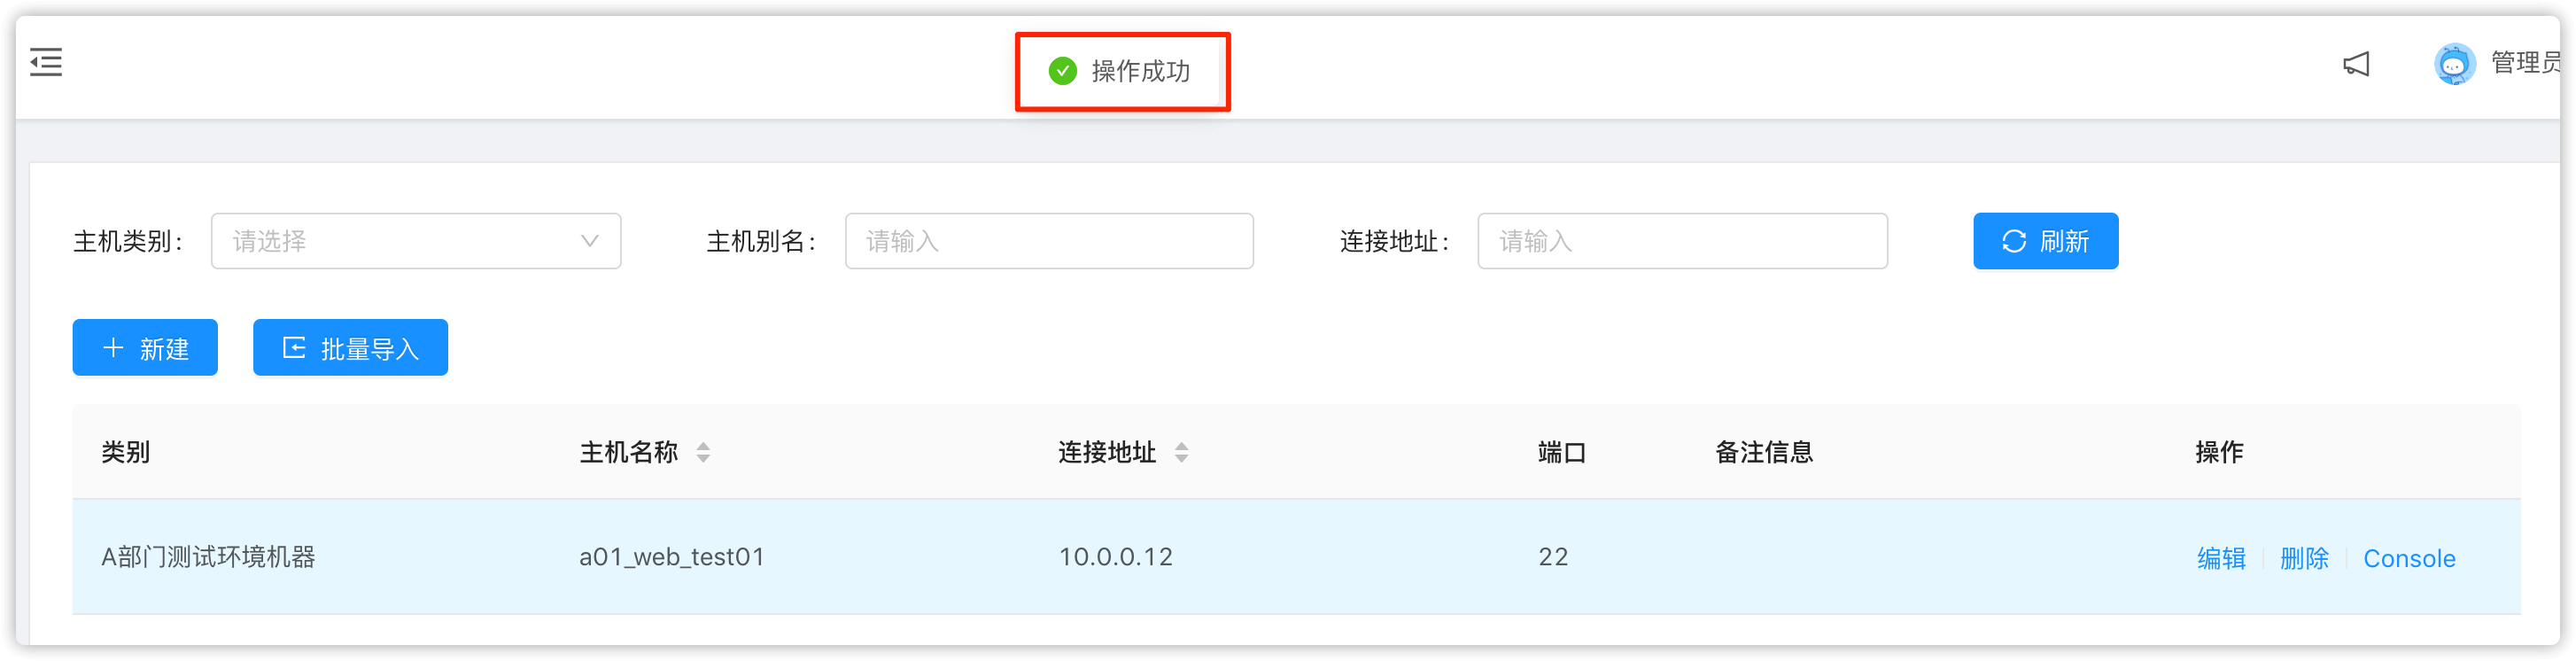 操作成功
管理员
主机类别: 请选择 主机别名: 请输入 连接地址: 请输入 刷新
新建 批量导入
类别 主机名称 连接地址 端口 备注信息 操作
A部门测试环境机器 a01_web_test01 10.0.0.12 22 编辑 删除 Console